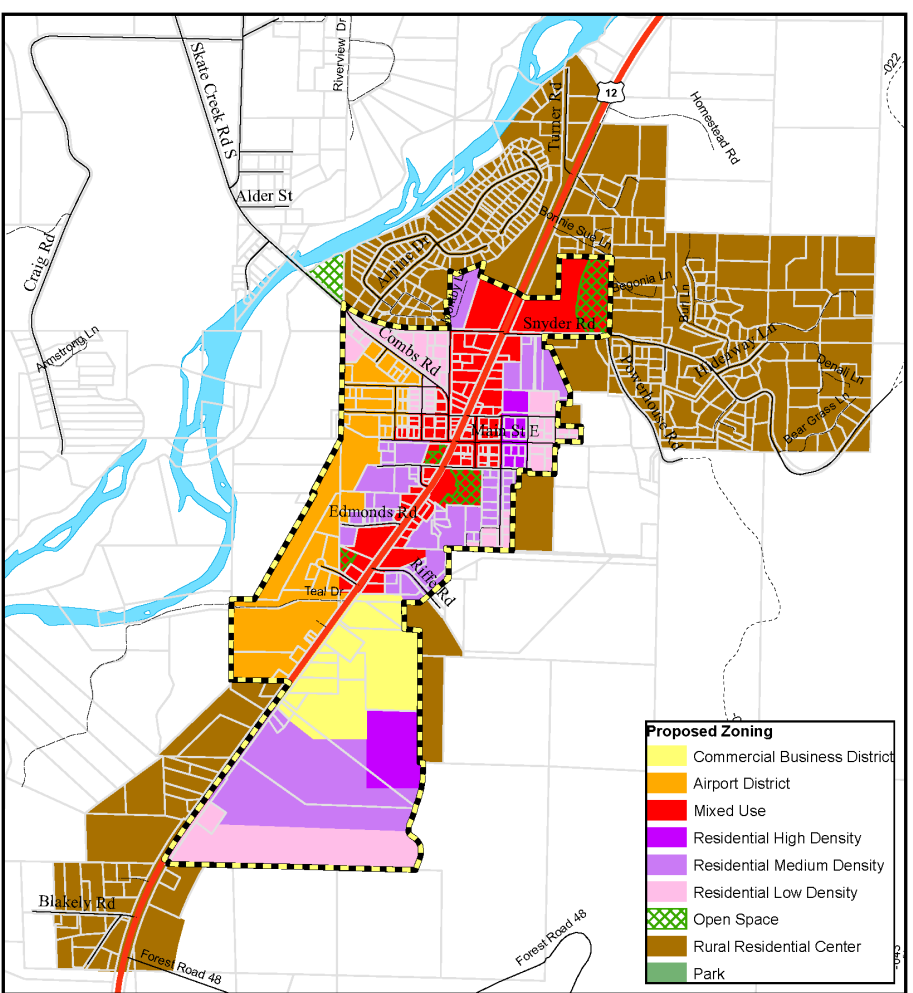 Riverview Dr
Skate Creek Rd S
12
-022
Turner Rd
Homestead Rd
Alder St
Bonnie Sue Ln
Craig Rd
Alpine Dr
Begonia Ln
Burl Ln
Snyder Rd
Armstrong Ln
Combs Rd
Hideaway Ln
Powerhouse Rd
Denali Ln
Bear Grass Ln
Main St E
Edmonds Rd
Riffe Rd
Teal Dr
Proposed Zoning
Commercial Business District
Airport District
Mixed Use
Residential High Density
Residential Medium Density
Residential Low Density
Open Space
Rural Residential Center
Park
Blakely Rd
Forest Road 48
Forest Road 48